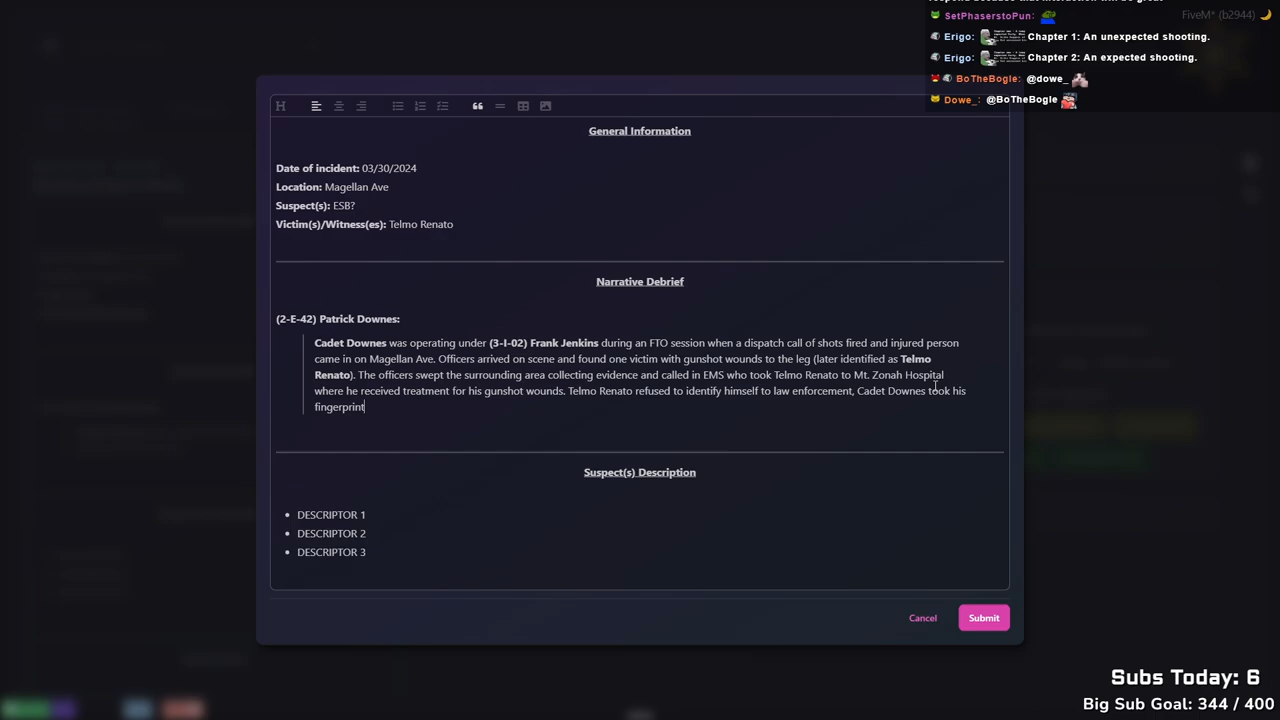 FiveM* (b2944)
SetPhaserstoPun:
Erigo: Chapter 1: An unexpected shooting.
Erigo: Chapter 2: An expected shooting.
BoTheBogle: @dowe_
Dowe_: @BoTheBogle
General Information
Date of incident: 03/30/2024
Location: Magellan Ave
Suspect(s): ESB?
Victim(s)/Witness(es): Telmo Renato
Narrative Debrief
(2-E-42) Patrick Downes:
Cadet Downes was operating under (3-I-02) Frank Jenkins during an FTO session when a dispatch call of shots fired and injured person
came in on Magellan Ave. Officers arrived on scene and found one victim with gunshot wounds to the leg (later identified as Telmo
Renato). The officers swept the surrounding area collecting evidence and called in EMS who took Telmo Renato to Mt. Zonah Hospital
where he received treatment for his gunshot wounds. Telmo Renato refused to identify himself to law enforcement, Cadet Downes took his
fingerprint
Suspect(s) Description
DESCRIPTOR 1
DESCRIPTOR 2
DESCRIPTOR 3
Cancel
Submit
Subs Today: 6
Big Sub Goal: 344 / 400